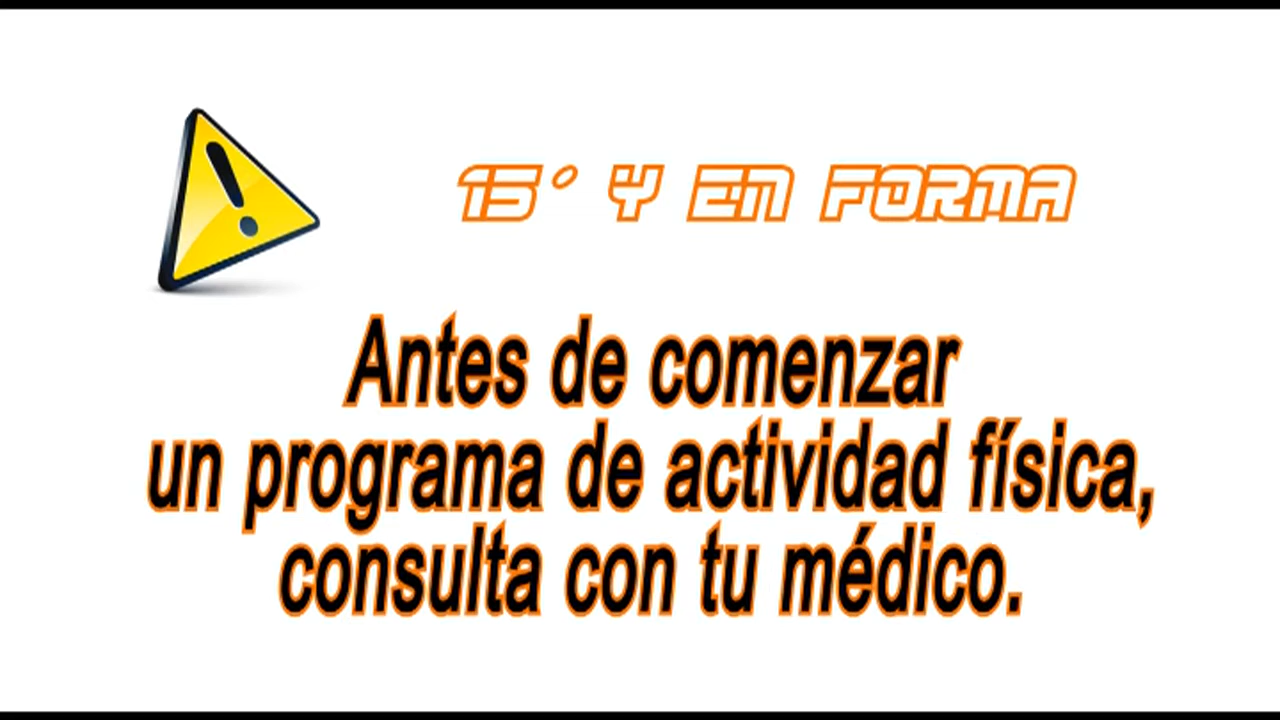 15' Y EN FORMA
Antes de comenzar
un programa de actividad física,
consulta con tu médico.